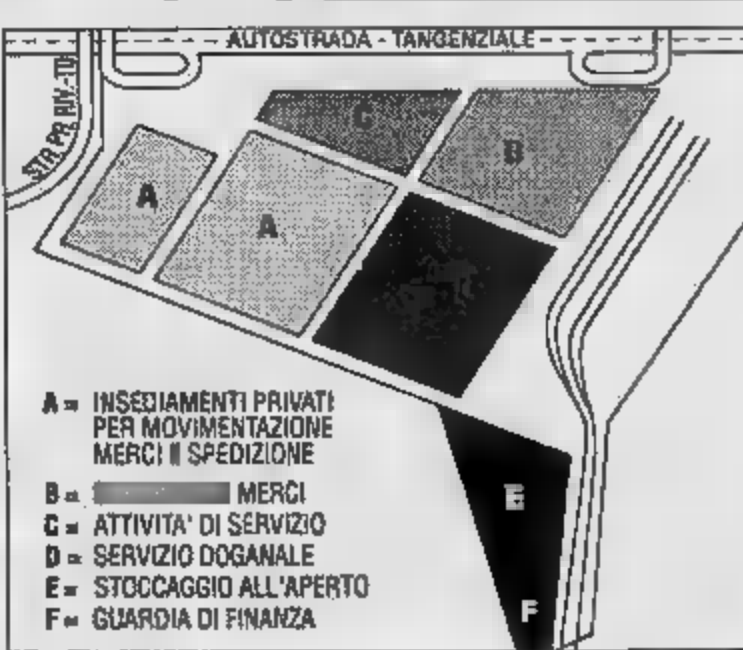 AUTOSTRADA - TANGENZIALE
STR. PR. RIV.-TO
C
B
A
A
A = INSEDIAMENTI PRIVATI
PER MOVIMENTAZIONE
MERCI SPEDIZIONE
B = MERCI
C = ATTIVITA' DI SERVIZIO
D = SERVIZIO DOGANALE
E = STOCCAGGIO ALL'APERTO
F = GUARDIA DI FINANZA
E
F